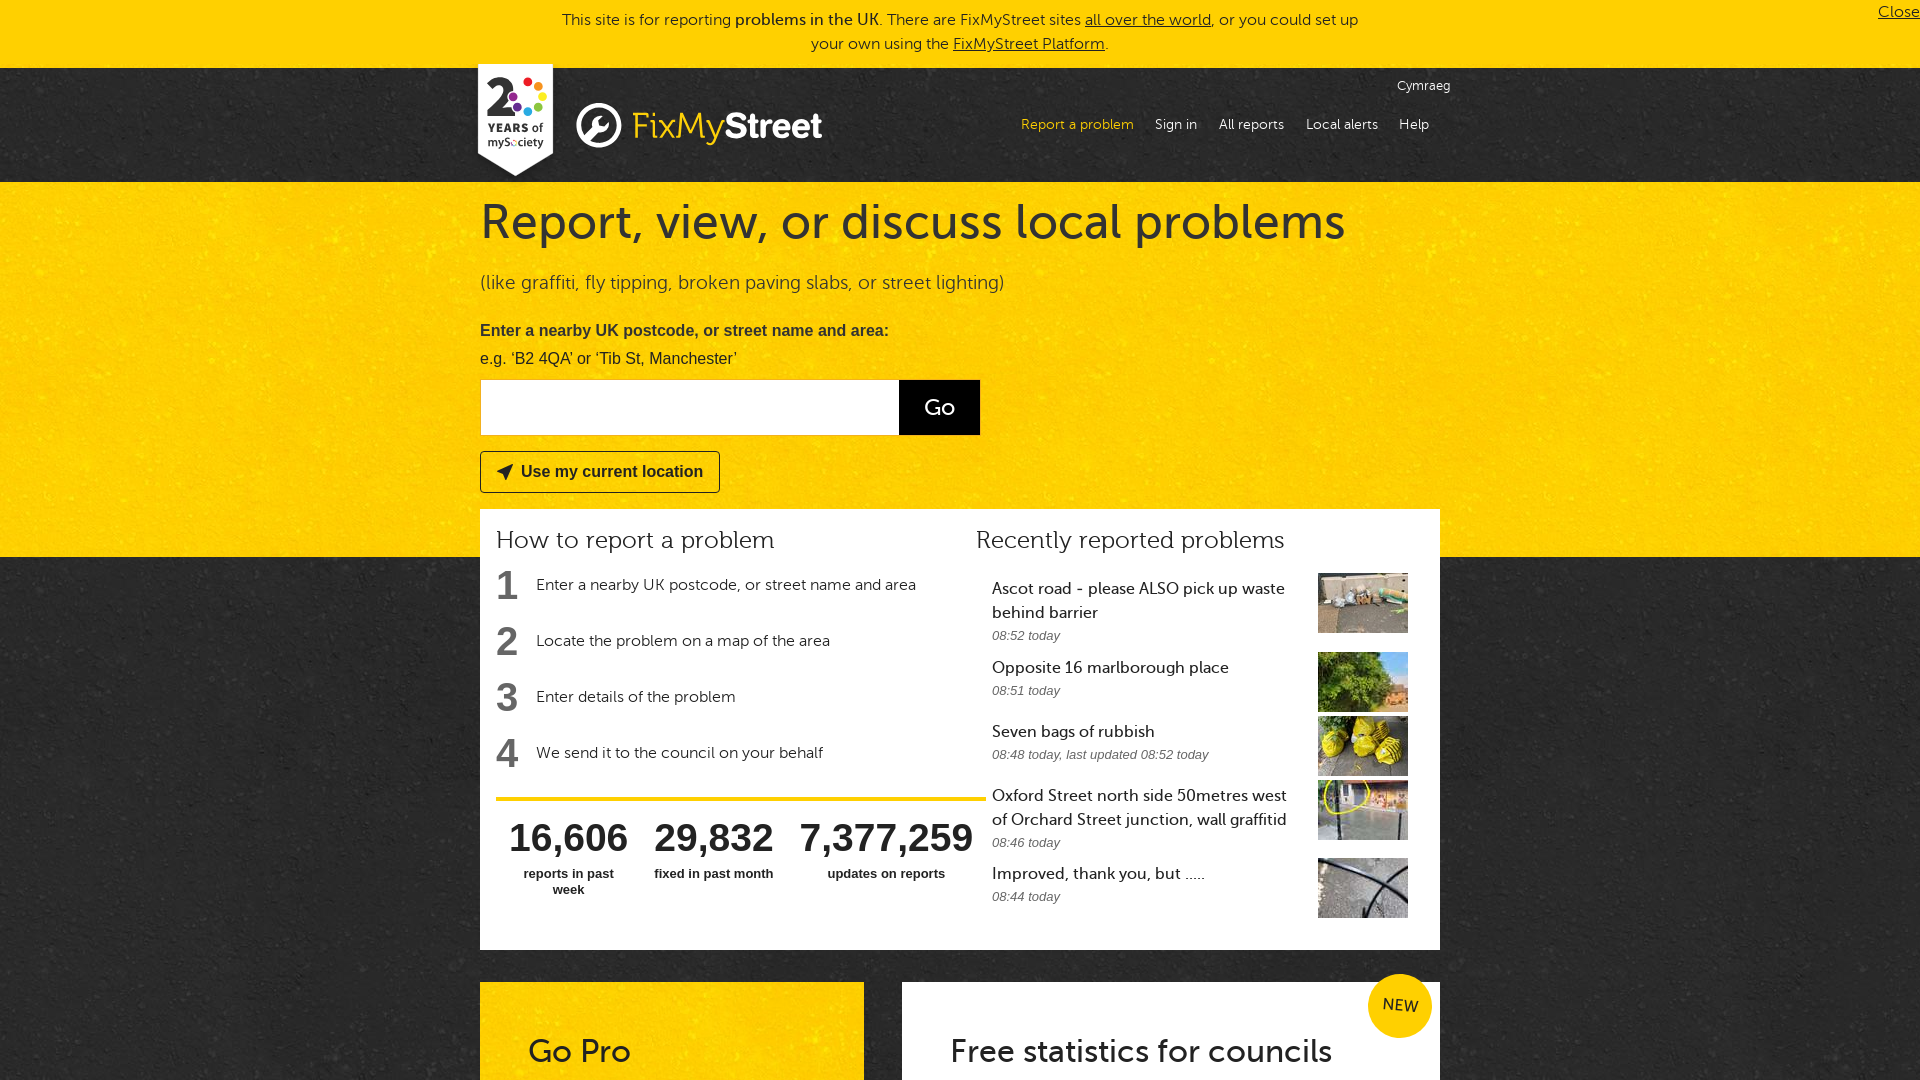 This site is for reporting problems in the UK. There are FixMyStreet sites all over the world, or you could set up
your own using the FixMyStreet Platform.
Close
20
YEARS of
mySociety
FixMyStreet
Cymraeg
Report a problem
Sign in
All reports
Local alerts
Help
Report, view, or discuss local problems
(like graffiti, fly tipping, broken paving slabs, or street lighting)
Enter a nearby UK postcode, or street name and area:
e.g. ‘B2 4QA’ or ‘Tib St, Manchester’
Go
Use my current location
How to report a problem
1 Enter a nearby UK postcode, or street name and area
2 Locate the problem on a map of the area
3 Enter details of the problem
4 We send it to the council on your behalf
16,606
reports in past
week
29,832
fixed in past month
7,377,259
updates on reports
Recently reported problems
Ascot road - please ALSO pick up waste
behind barrier
08:52 today
Opposite 16 marlborough place
08:51 today
Seven bags of rubbish
08:48 today, last updated 08:52 today
Oxford Street north side 50metres west
of Orchard Street junction, wall graffitid
08:46 today
Improved, thank you, but .....
08:44 today
Go Pro
NEW
Free statistics for councils